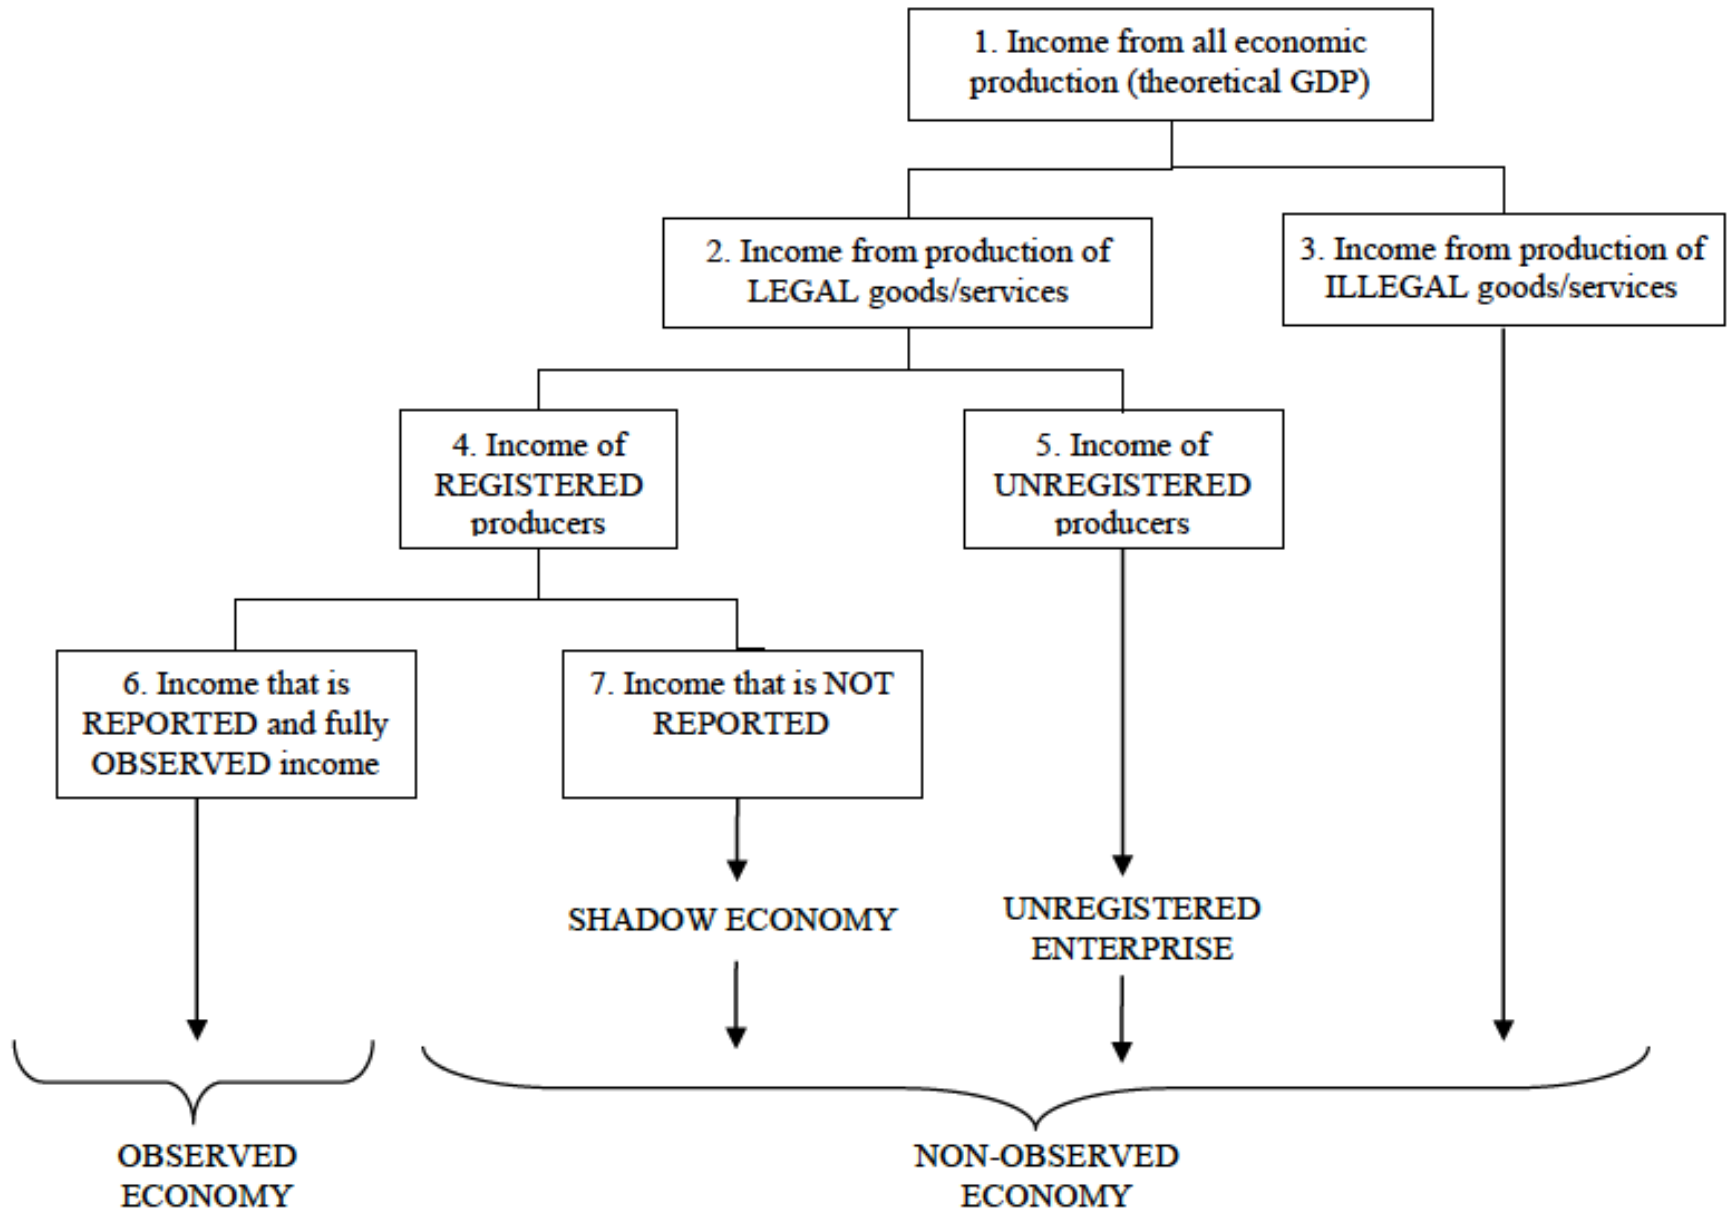 1. Income from all economic
production (theoretical GDP)
2. Income from production of
LEGAL goods/services
3. Income from production of
ILLEGAL goods/services
4. Income of
REGISTERED
producers
5. Income of
UNREGISTERED
producers
6. Income that is
REPORTED and fully
OBSERVED income
7. Income that is NOT
REPORTED
SHADOW ECONOMY
UNREGISTERED
ENTERPRISE
OBSERVED
ECONOMY
NON-OBSERVED
ECONOMY